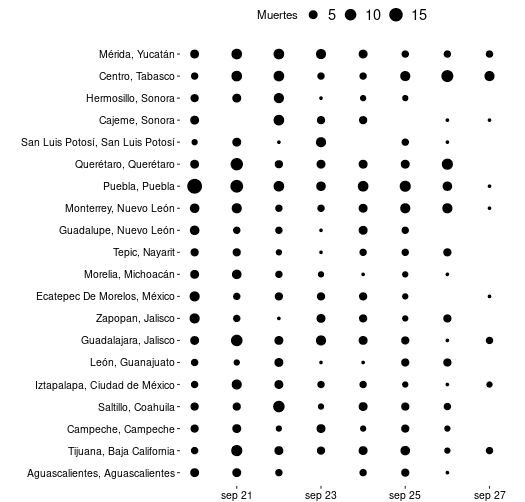 Muertes 5 10 15
Mérida, Yucatán
Centro, Tabasco
Hermosillo, Sonora
Cajeme, Sonora
San Luis Potosí, San Luis Potosí
Querétaro, Querétaro
Puebla, Puebla
Monterrey, Nuevo León
Guadalupe, Nuevo León
Tepic, Nayarit
Morelia, Michoacán
Ecatepec De Morelos, México
Zapopan, Jalisco
Guadalajara, Jalisco
León, Guanajuato
Iztapalapa, Ciudad de México
Saltillo, Coahuila
Campeche, Campeche
Tijuana, Baja California
Aguascalientes, Aguascalientes
sep 21 sep 23 sep 25 sep 27